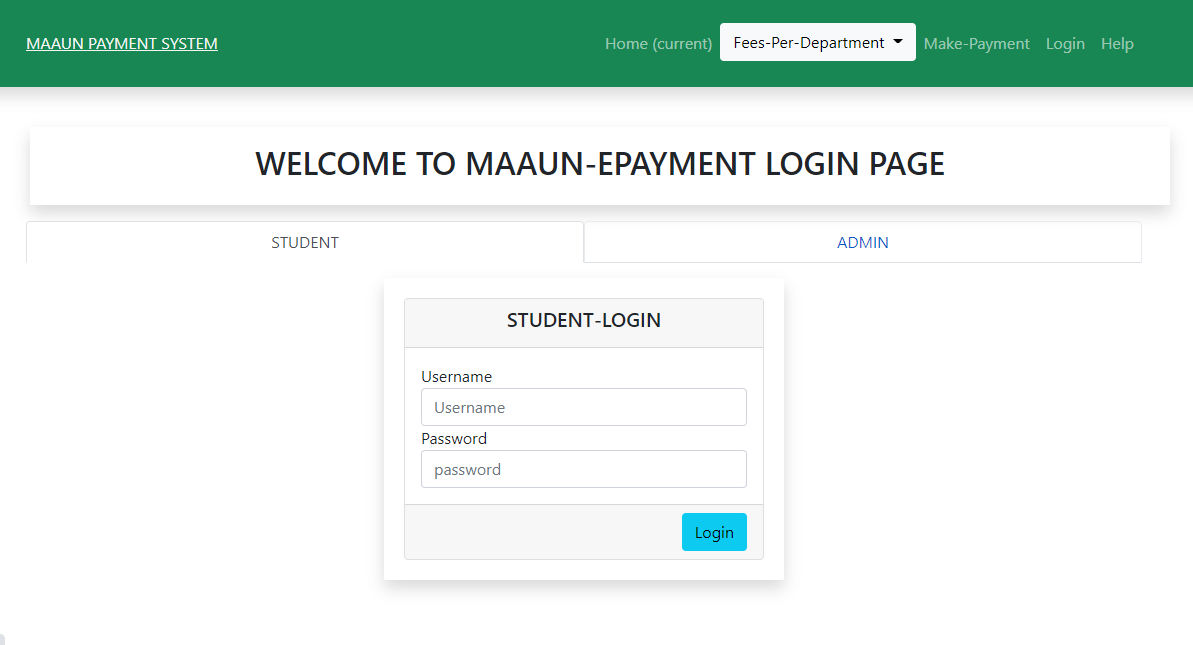 MAAUN PAYMENT SYSTEM
Home (current) Fees-Per-Department Make-Payment Login Help
WELCOME TO MAAUN-EPAYMENT LOGIN PAGE
STUDENT ADMIN
STUDENT-LOGIN
Username
Username
Password
password
Login